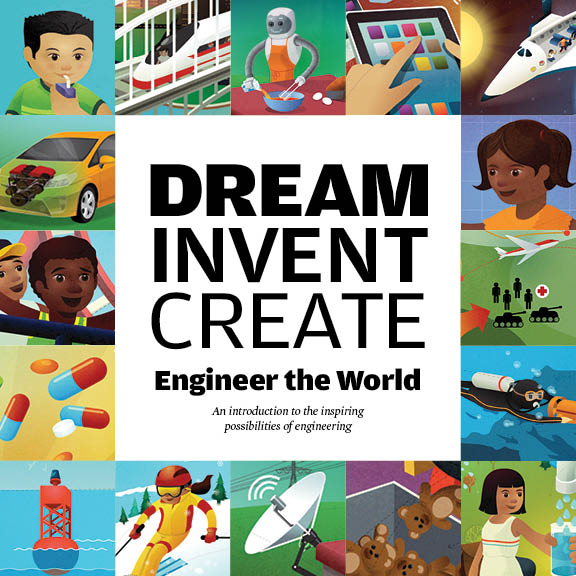 DREAM
INVENT
CREATE
Engineer the World
An introduction to the inspiring
possibilities of engineering